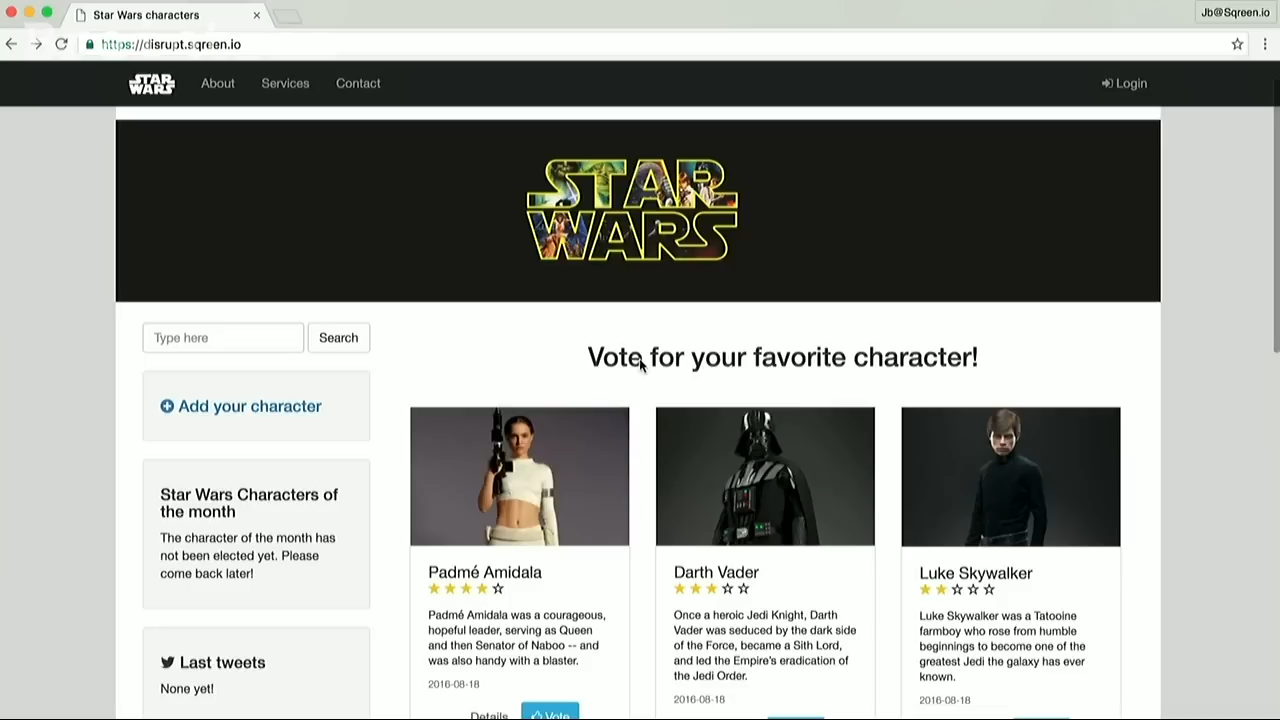 Star Wars characters
Jb@Sqreen.io
https://disrupt.sqreen.io
STAR WARS
About
Services
Contact
Login
STAR
WARS
Type here
Search
Vote for your favorite character!
Add your character
Star Wars Characters of
the month
The character of the month has
not been elected yet. Please
come back later!
Last tweets
None yet!
Padmé Amidala
Padmé Amidala was a courageous,
hopeful leader, serving as Queen
and then Senator of Naboo -- and
was also handy with a blaster.
2016-08-18
Details
Vote
Darth Vader
Once a heroic Jedi Knight, Darth
Vader was seduced by the dark side
of the Force, became a Sith Lord,
and led the Empire's eradication of
the Jedi Order.
2016-08-18
Luke Skywalker
Luke Skywalker was a Tatooine
farmboy who rose from humble
beginnings to become one of the
greatest Jedi the galaxy has ever
known.
2016-08-18